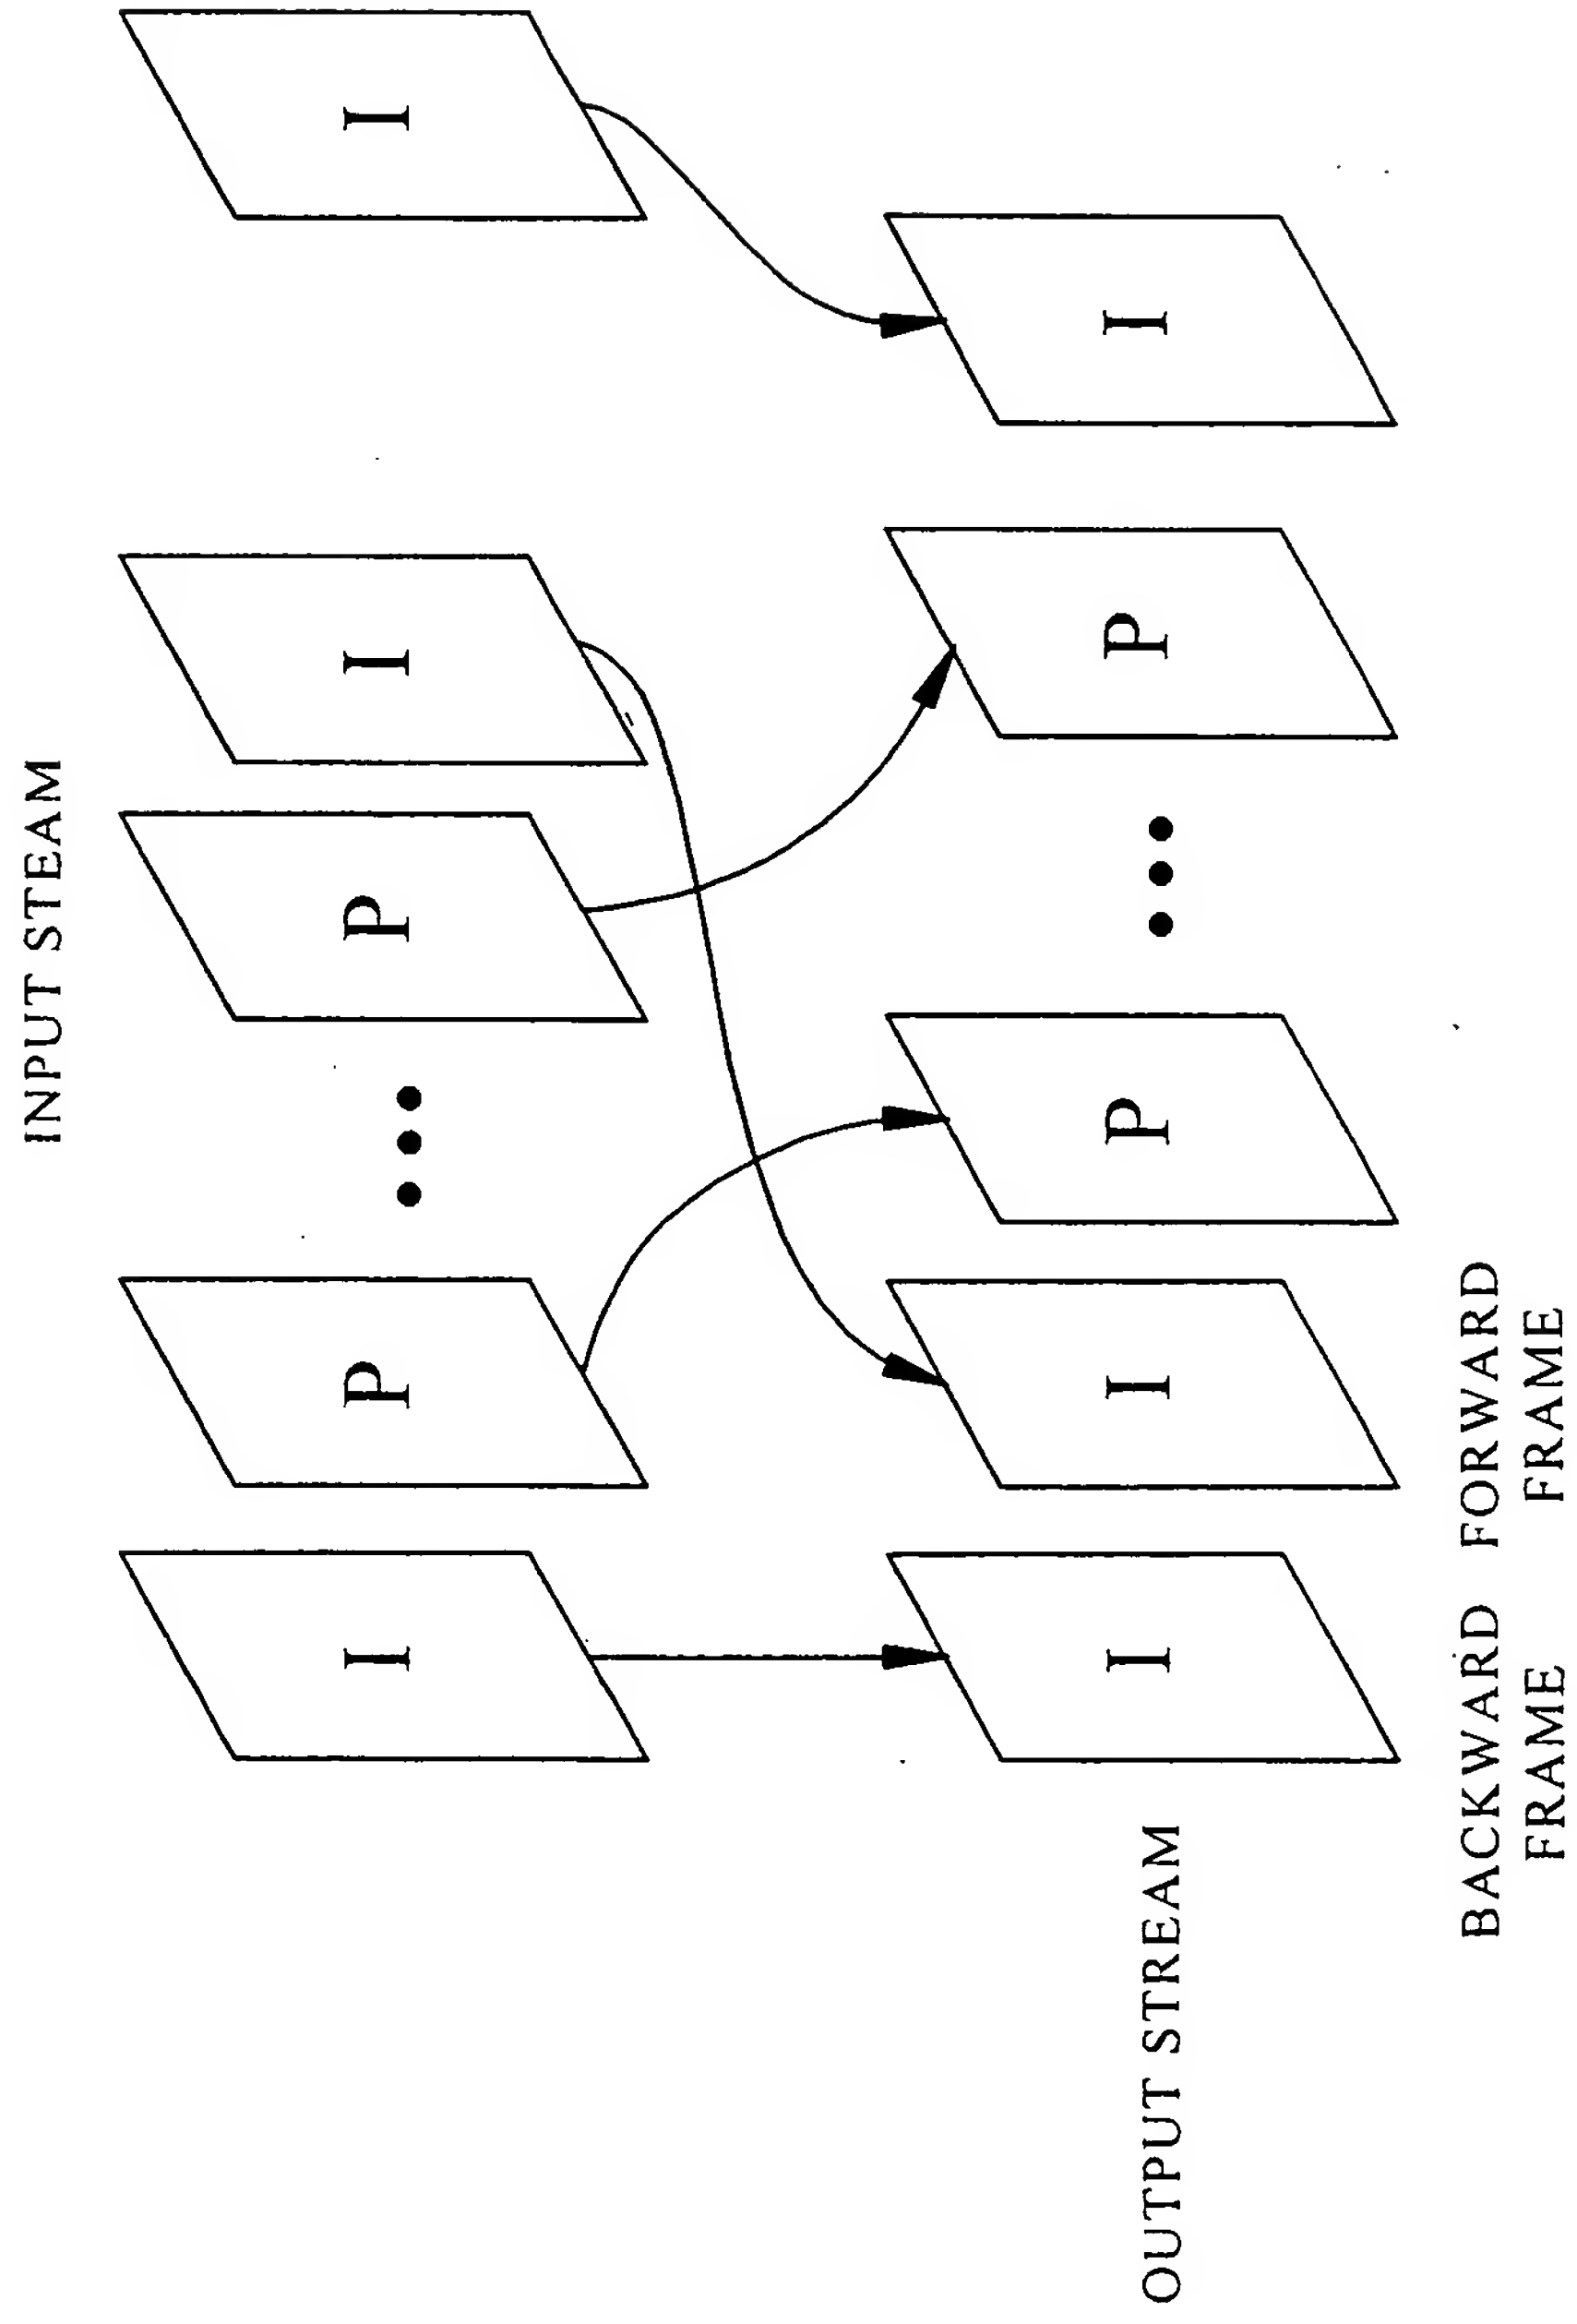 INPUT STEAM
I P ••• P I I
OUTPUT STREAM I I P ••• P I
BACKWARD FORWARD
FRAME FRAME